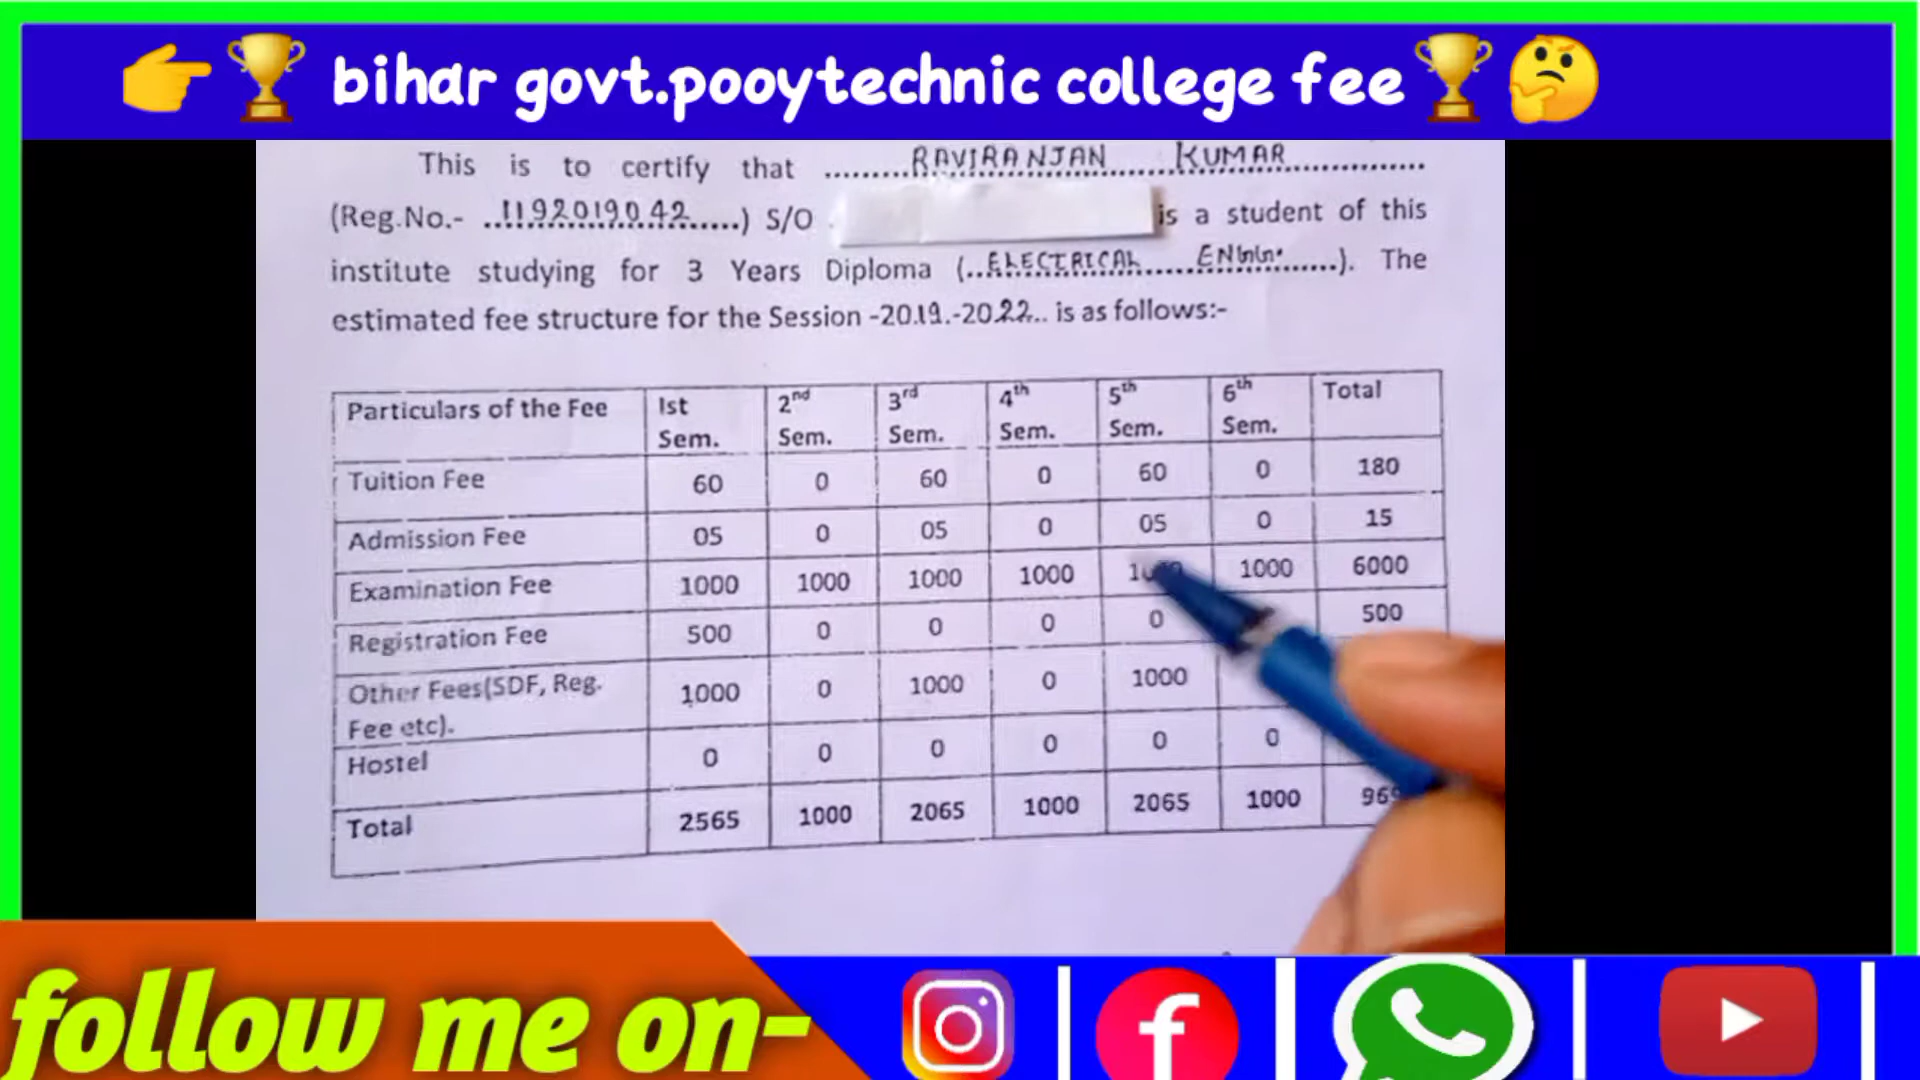 bihar govt.pooytechnic college fee
This is to certify that ..........RAVIRANJAN.....KUMAR................
(Reg.No.- ...1192019042......) S/O . is a student of this
institute studying for 3 Years Diploma (..ELECTRICAL.....ENGG.......). The
estimated fee structure for the Session -2019.-2022.. is as follows:-
Particulars of the Fee Ist Sem. 2nd Sem. 3rd Sem. 4th Sem. 5th Sem. 6th Sem. Total
Tuition Fee 60 0 60 0 60 0 180
Admission Fee 05 0 05 0 05 0 15
Examination Fee 1000 1000 1000 1000 1000 6000
Registration Fee 500 0 0 0 0 500
Other Fees(SDF, Reg. 1000 0 1000 0 1000
Fee etc).
Hostel 0 0 0 0 0 0
Total 2565 1000 2065 1000 2065 1000
follow me on-